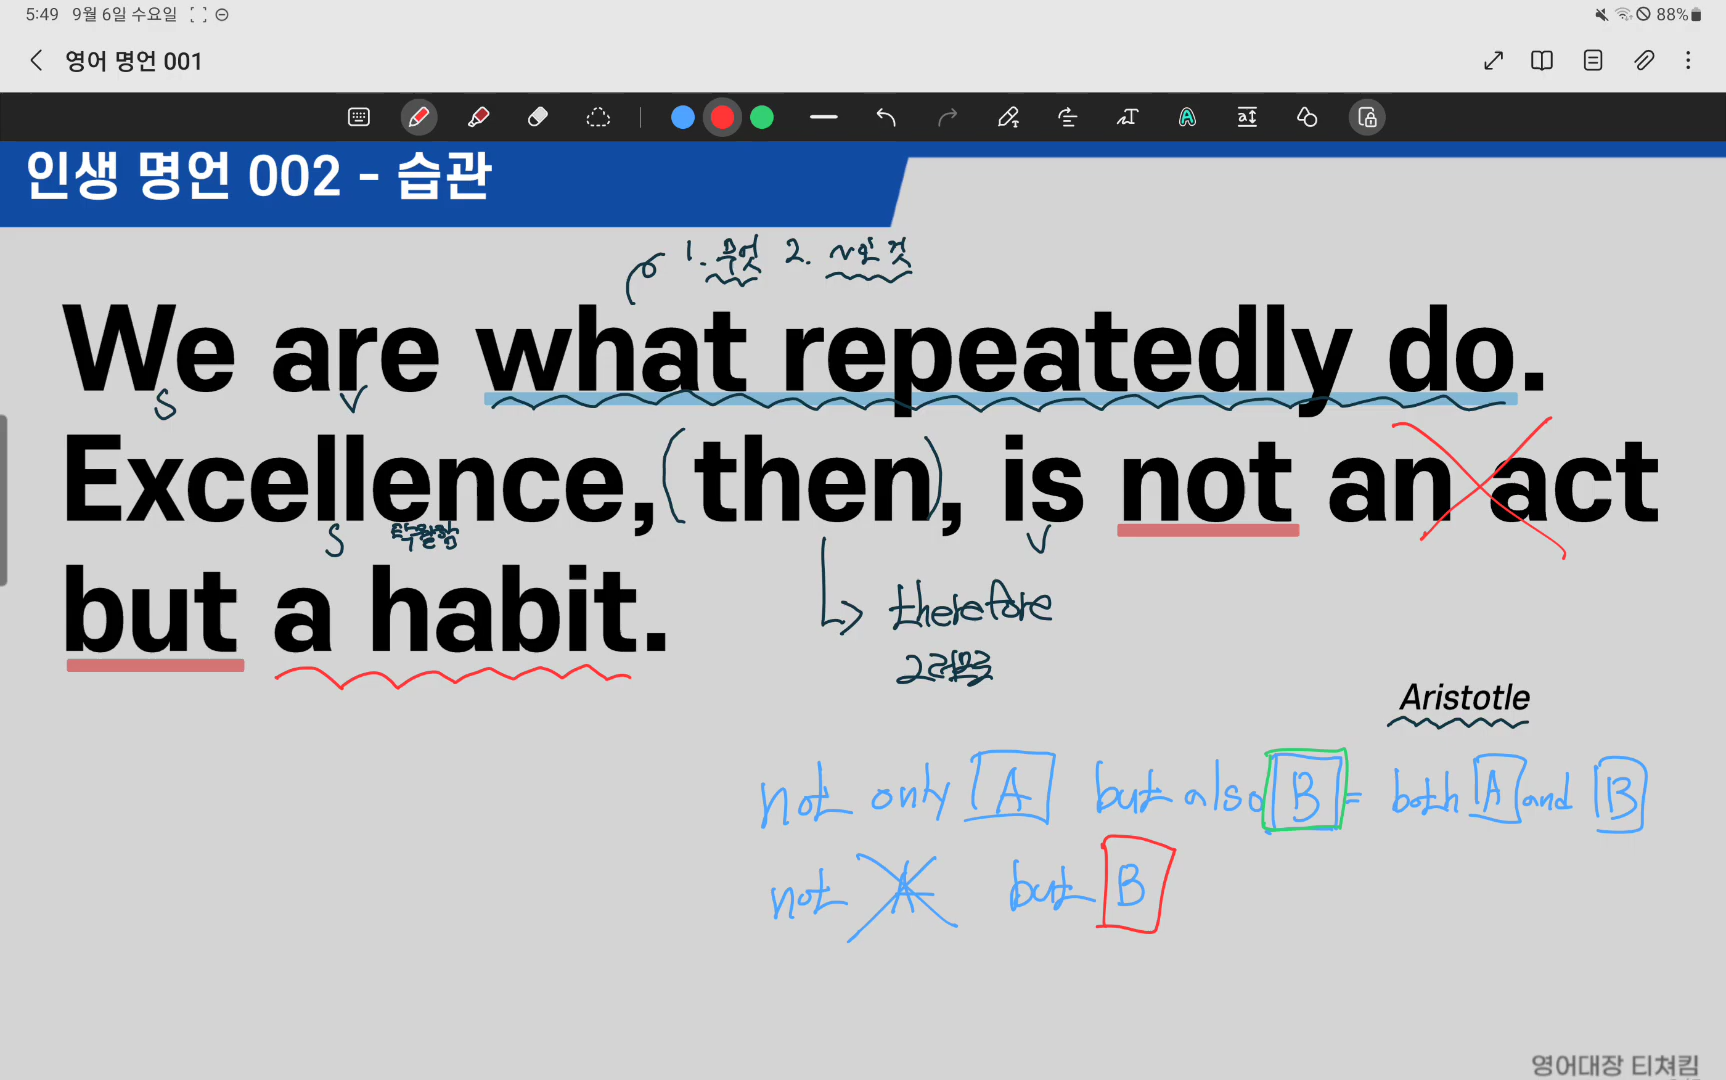 5:49 9월 6일 수요일 88%
영어 명언 001
인생 명언 002 - 습관
1. 무엇 2. ~인 것
We are what repeatedly do.
S V
Excellence, (then), is not an act
S 탁월함 V
but a habit.
therefore
그러므로
Aristotle
not only A but also B = both A and B
not A but B
영어대장 티쳐킴